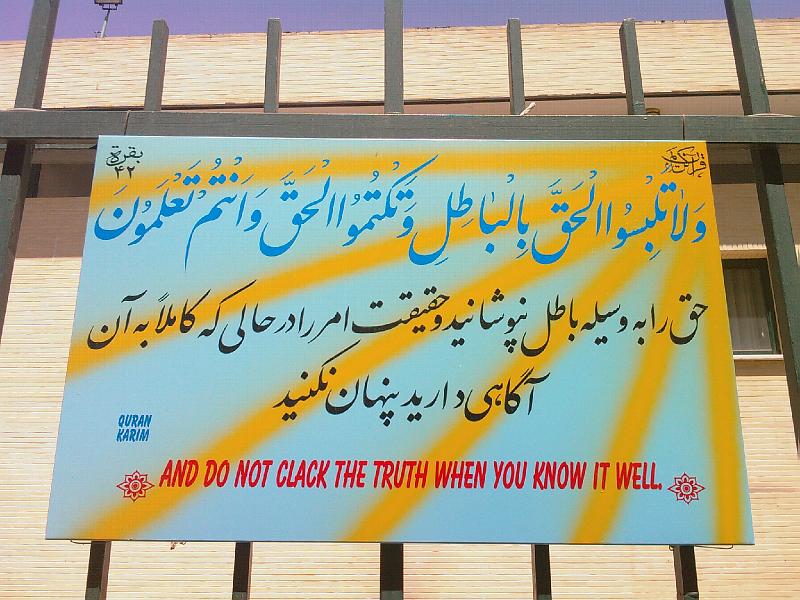 قرآن کریم
بقرة
۴۲
وَلَا تَلْبِسُوا الْحَقَّ بِالْبَاطِلِ وَتَكْتُمُوا الْحَقَّ وَاَنْتُمْ تَعْلَمُونَ
حق را به وسیله باطل نپوشانید و حقیقت امر را در حالی که کاملاً به آن
آگاهی دارید پنهان نکنید
QURAN
KARIM
AND DO NOT CLACK THE TRUTH WHEN YOU KNOW IT WELL.